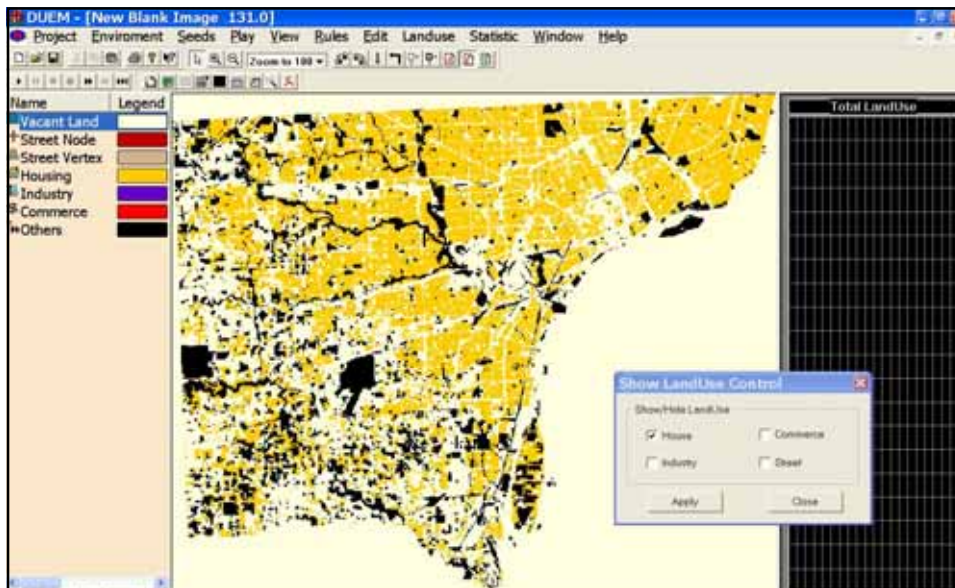 DUEM - [New Blank Image 131.0]
Project Enviroment Seeds Play View Rules Edit Landuse Statistic Window Help
Zoom to 100
Name Legend
Vacant Land
Street Node
Street Vertex
Housing
Industry
Commerce
Others
Total LandUse
Show LandUse Control
Show/Hide LandUse
House Commerce
Industry Street
Apply Close